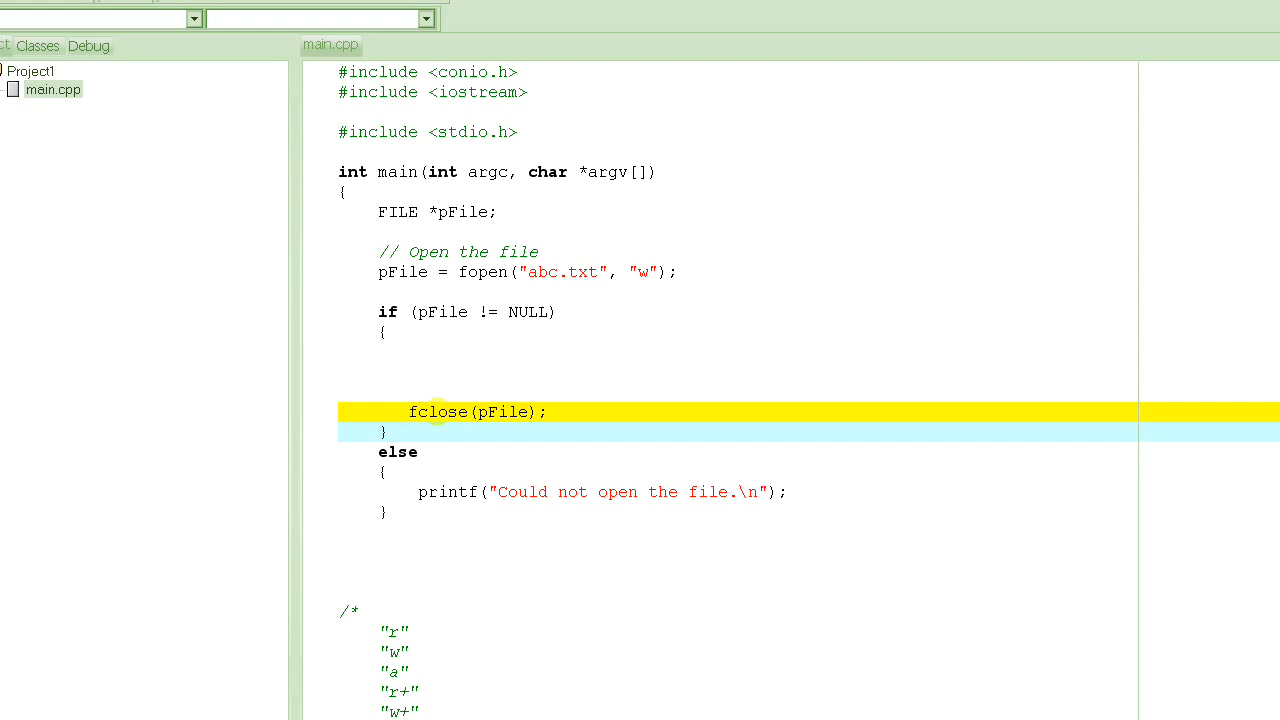 ct Classes Debug
main.cpp
Project1
main.cpp
#include <conio.h>
#include <iostream>
#include <stdio.h>
int main(int argc, char *argv[])
{
FILE *pFile;
// Open the file
pFile = fopen("abc.txt", "w");
if (pFile != NULL)
{
fclose(pFile);
}
else
{
printf("Could not open the file.\n");
}
/*
"r"
"w"
"a"
"r+"
"w+"